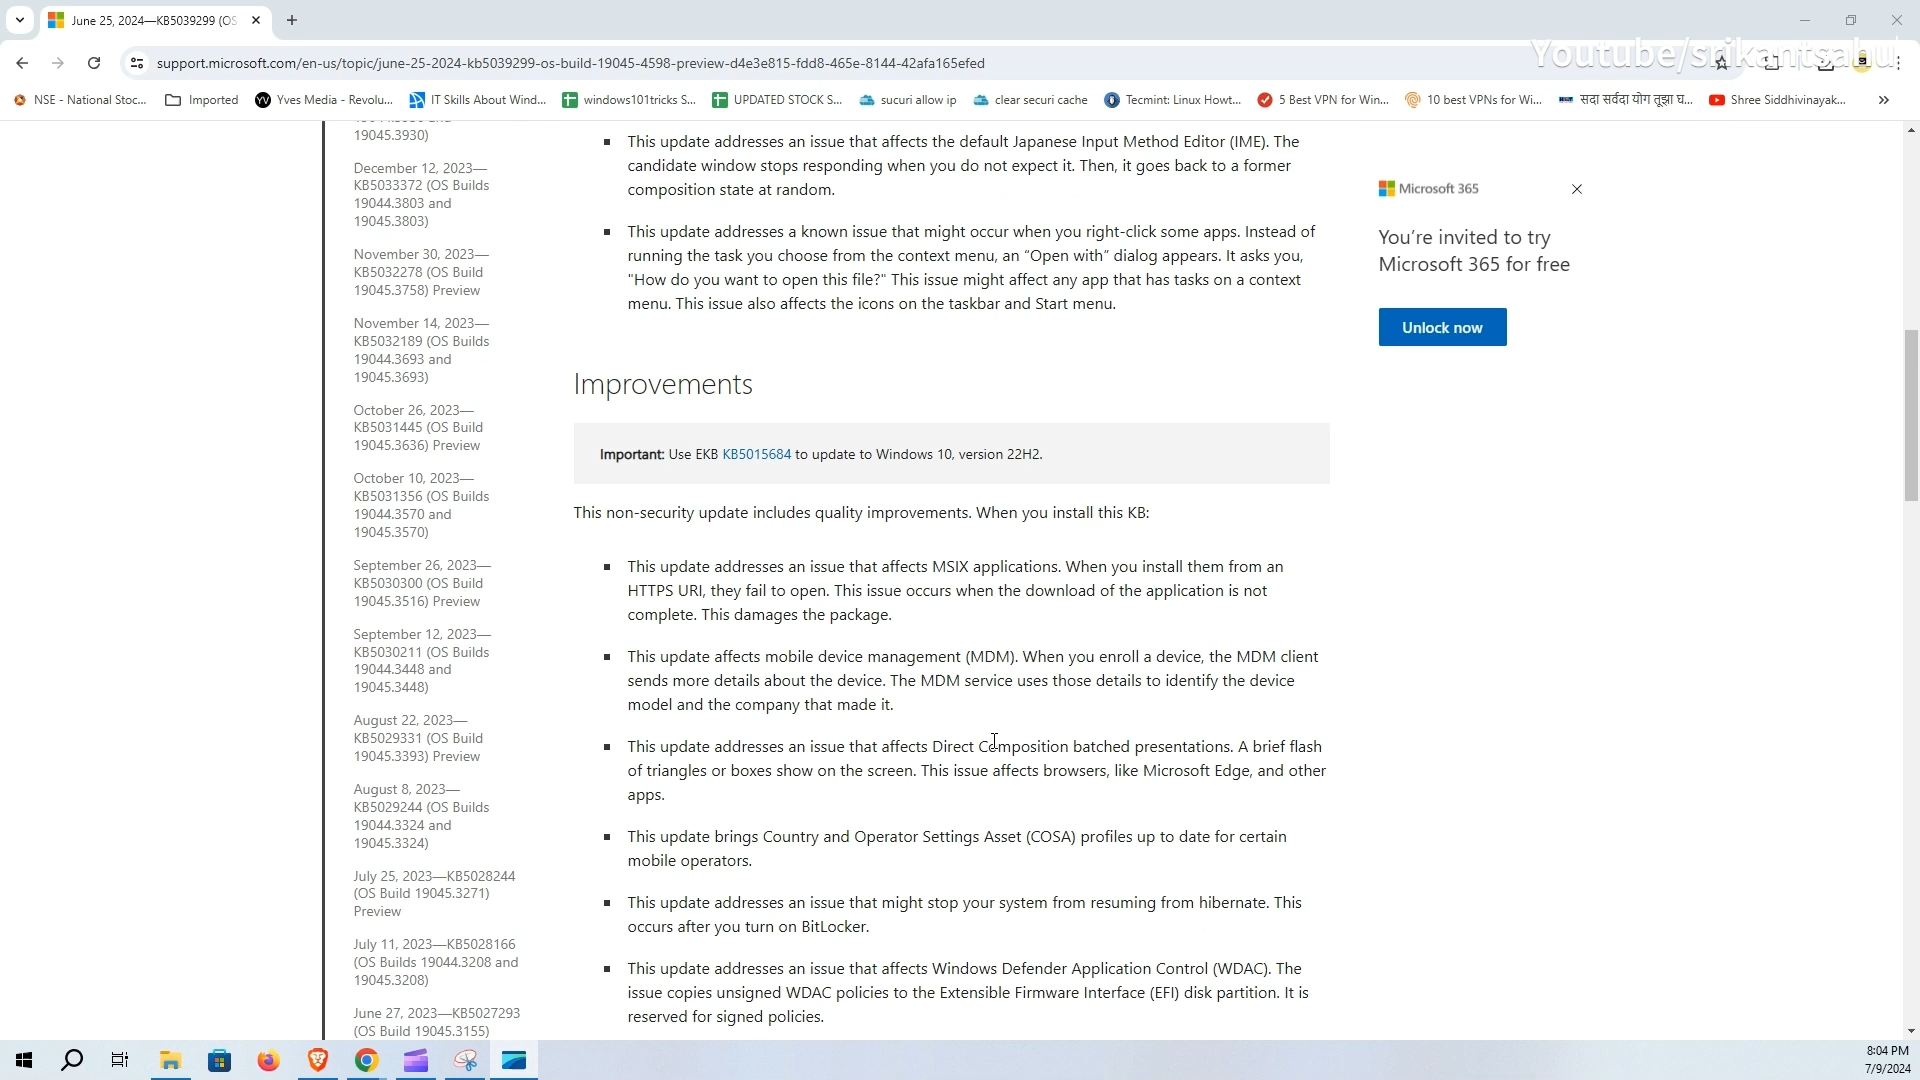 June 25, 2024—KB5039299 (OS
Youtube/srikantsahu
support.microsoft.com/en-us/topic/june-25-2024-kb5039299-os-build-19045-4598-preview-d4e3e815-fdd8-465e-8144-42afa165efed
NSE - National Stoc...
Imported
Yves Media - Revolu...
IT Skills About Wind...
windows101tricks S...
UPDATED STOCK S...
sucuri allow ip
clear securi cache
Tecmint: Linux Howt...
5 Best VPN for Win...
10 best VPNs for Wi...
सदा सर्वदा योग तूझा घ...
Shree Siddhivinayak...
19045.3930)
December 12, 2023—
KB5033372 (OS Builds
19044.3803 and
19045.3803)
November 30, 2023—
KB5032278 (OS Build
19045.3758) Preview
November 14, 2023—
KB5032189 (OS Builds
19044.3693 and
19045.3693)
October 26, 2023—
KB5031445 (OS Build
19045.3636) Preview
October 10, 2023—
KB5031356 (OS Builds
19044.3570 and
19045.3570)
September 26, 2023—
KB5030300 (OS Build
19045.3516) Preview
September 12, 2023—
KB5030211 (OS Builds
19044.3448 and
19045.3448)
August 22, 2023—
KB5029331 (OS Build
19045.3393) Preview
August 8, 2023—
KB5029244 (OS Builds
19044.3324 and
19045.3324)
July 25, 2023—KB5028244
(OS Build 19045.3271)
Preview
July 11, 2023—KB5028166
(OS Builds 19044.3208 and
19045.3208)
June 27, 2023—KB5027293
(OS Build 19045.3155)
This update addresses an issue that affects the default Japanese Input Method Editor (IME). The
candidate window stops responding when you do not expect it. Then, it goes back to a former
composition state at random.
This update addresses a known issue that might occur when you right-click some apps. Instead of
running the task you choose from the context menu, an “Open with” dialog appears. It asks you,
"How do you want to open this file?" This issue might affect any app that has tasks on a context
menu. This issue also affects the icons on the taskbar and Start menu.
Improvements
Important: Use EKB KB5015684 to update to Windows 10, version 22H2.
This non-security update includes quality improvements. When you install this KB:
This update addresses an issue that affects MSIX applications. When you install them from an
HTTPS URI, they fail to open. This issue occurs when the download of the application is not
complete. This damages the package.
This update affects mobile device management (MDM). When you enroll a device, the MDM client
sends more details about the device. The MDM service uses those details to identify the device
model and the company that made it.
This update addresses an issue that affects Direct Composition batched presentations. A brief flash
of triangles or boxes show on the screen. This issue affects browsers, like Microsoft Edge, and other
apps.
This update brings Country and Operator Settings Asset (COSA) profiles up to date for certain
mobile operators.
This update addresses an issue that might stop your system from resuming from hibernate. This
occurs after you turn on BitLocker.
This update addresses an issue that affects Windows Defender Application Control (WDAC). The
issue copies unsigned WDAC policies to the Extensible Firmware Interface (EFI) disk partition. It is
reserved for signed policies.
Microsoft 365
You’re invited to try
Microsoft 365 for free
Unlock now
8:04 PM
7/9/2024